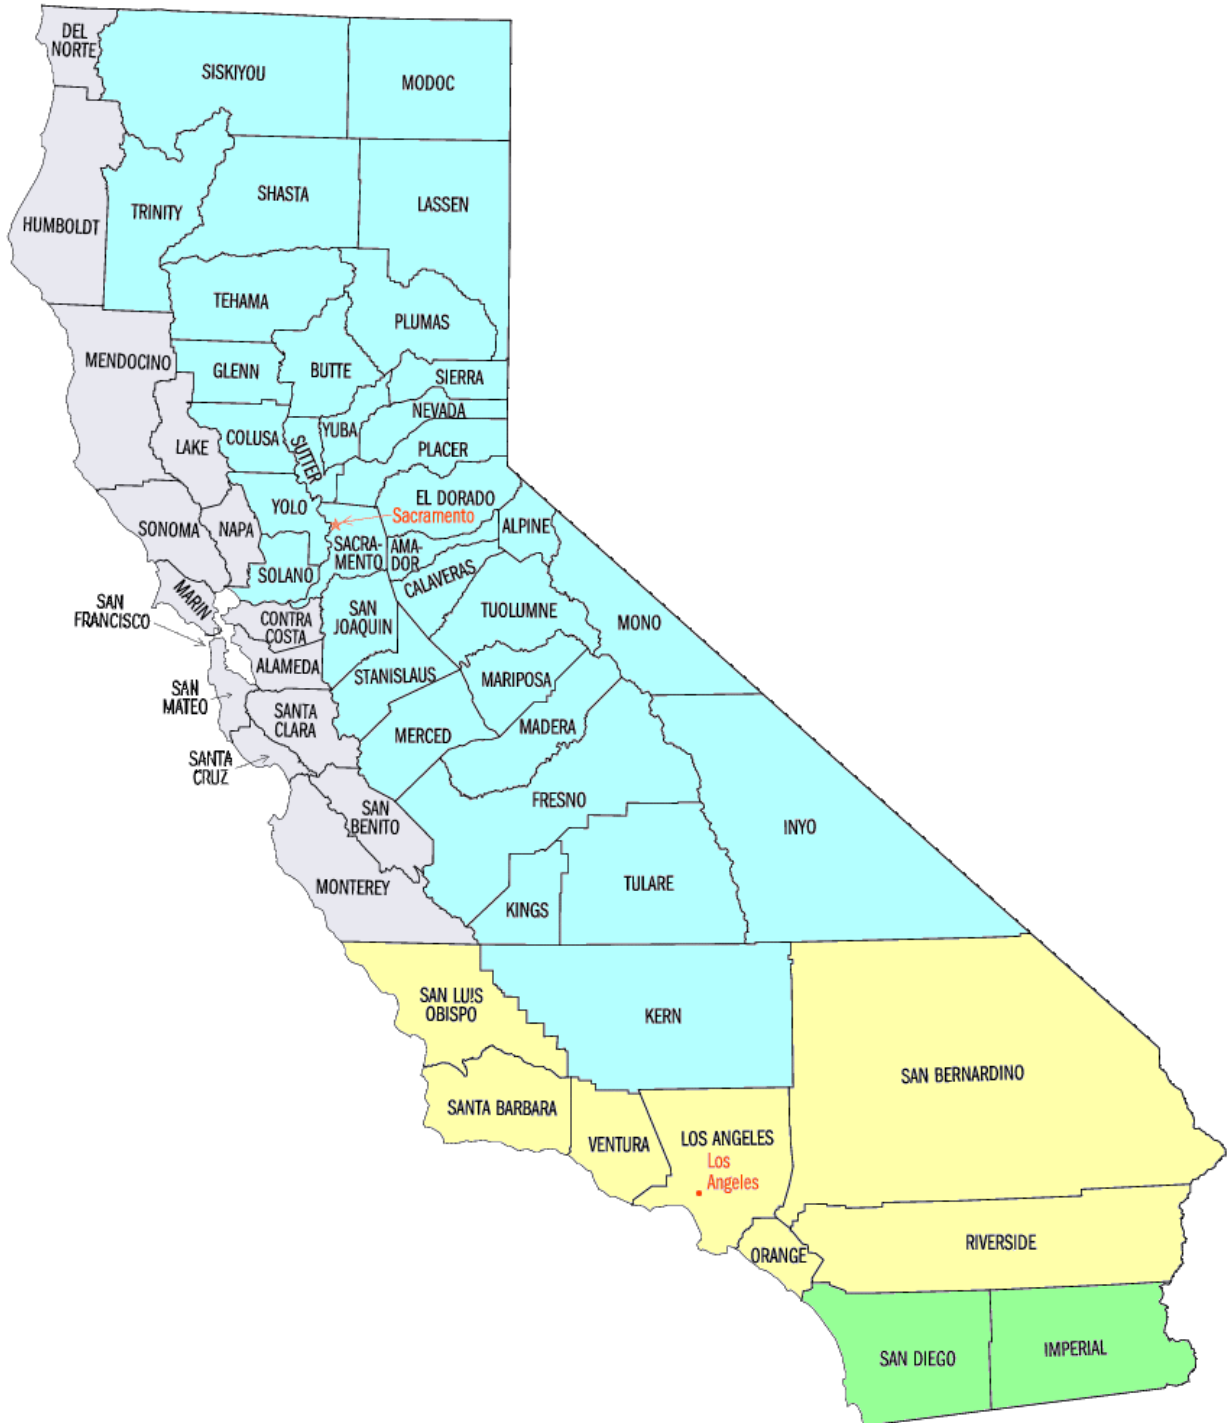 DEL
NORTE
SISKIYOU
MODOC
HUMBOLDT
TRINITY
SHASTA
LASSEN
TEHAMA
PLUMAS
MENDOCINO
GLENN
BUTTE
SIERRA
NEVADA
LAKE
COLUSA
SUTTER
YUBA
PLACER
YOLO
EL DORADO
Sacramento
SONOMA
NAPA
SACRA-
MENTO
AMA-
DOR
ALPINE
SOLANO
CALAVERAS
MARIN
SAN
FRANCISCO
CONTRA
COSTA
SAN
JOAQUIN
TUOLUMNE
MONO
ALAMEDA
STANISLAUS
MARIPOSA
SAN
MATEO
SANTA
CLARA
MERCED
MADERA
SANTA
CRUZ
SAN
BENITO
FRESNO
INYO
MONTEREY
KINGS
TULARE
SAN LUIS
OBISPO
KERN
SAN BERNARDINO
SANTA BARBARA
VENTURA
LOS ANGELES
Los
Angeles
ORANGE
RIVERSIDE
SAN DIEGO
IMPERIAL